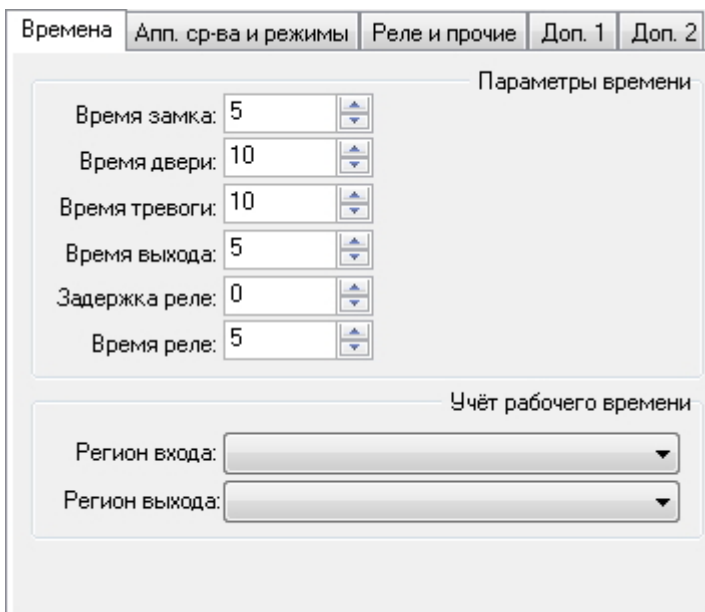 Времена Апп. ср-ва и режимы Реле и прочие Доп. 1 Доп. 2
Параметры времени
Время замка: 5
Время двери: 10
Время тревоги: 10
Время выхода: 5
Задержка реле: 0
Время реле: 5
Учёт рабочего времени
Регион входа:
Регион выхода: